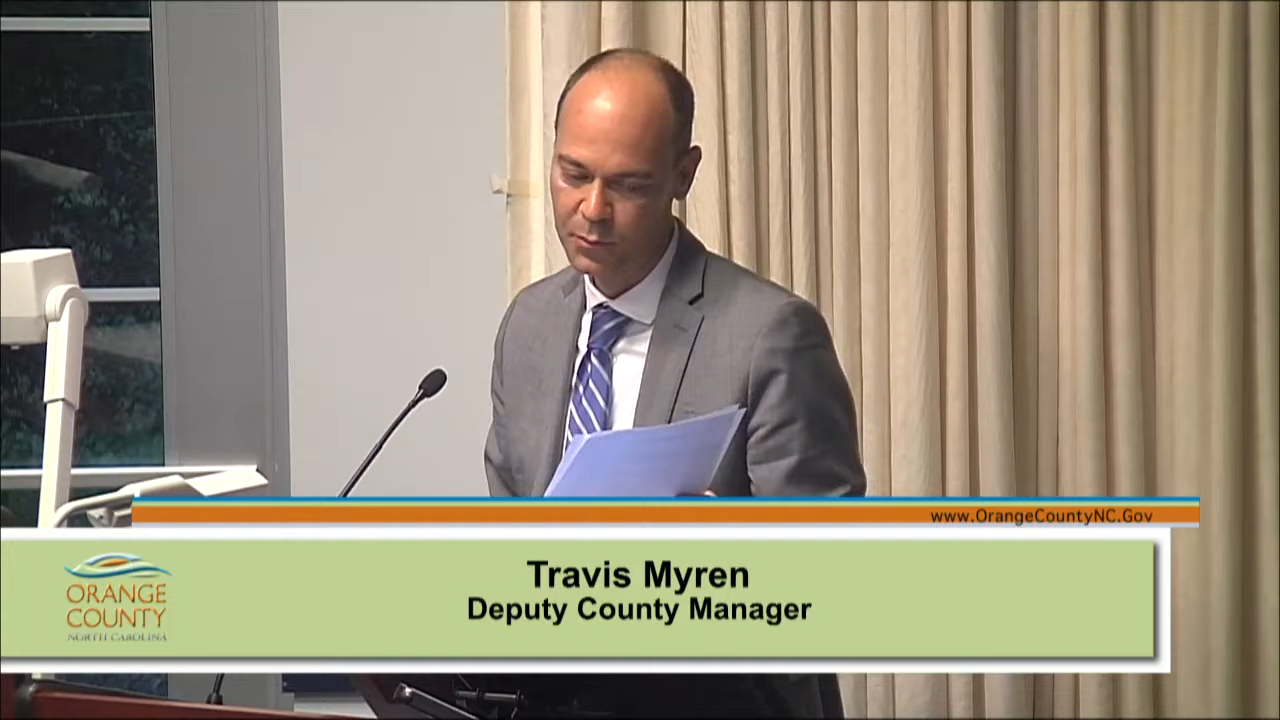 www.OrangeCountyNC.Gov
Travis Myren
Deputy County Manager
ORANGE
COUNTY
NORTH CAROLINA